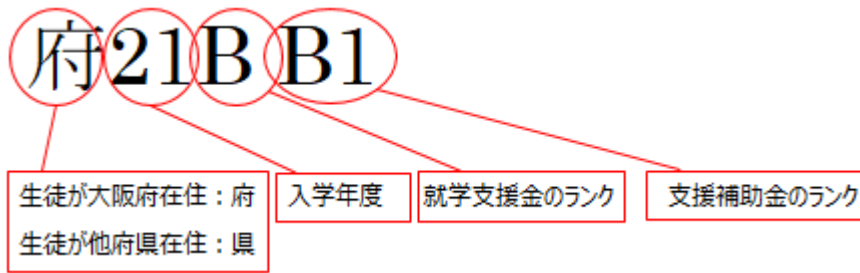 府21B B1
生徒が大阪府在住：府
生徒が他府県在住：県
入学年度
就学支援金のランク
支援補助金のランク